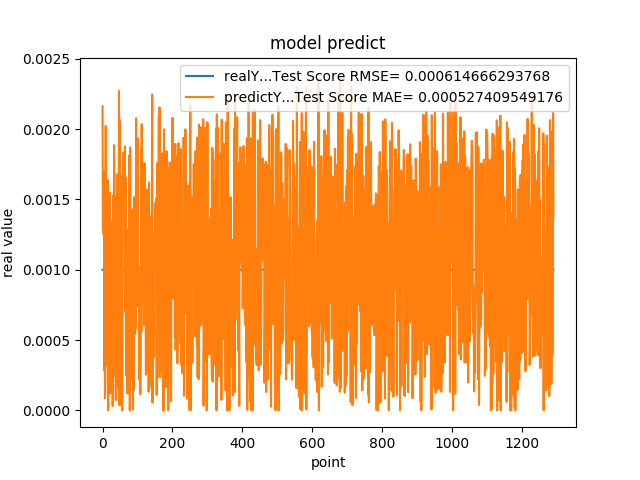 model predict
realY...Test Score RMSE= 0.000614666293768
predictY...Test Score MAE= 0.000527409549176
real value
0.0025
0.0020
0.0015
0.0010
0.0005
0.0000
0 200 400 600 800 1000 1200
point